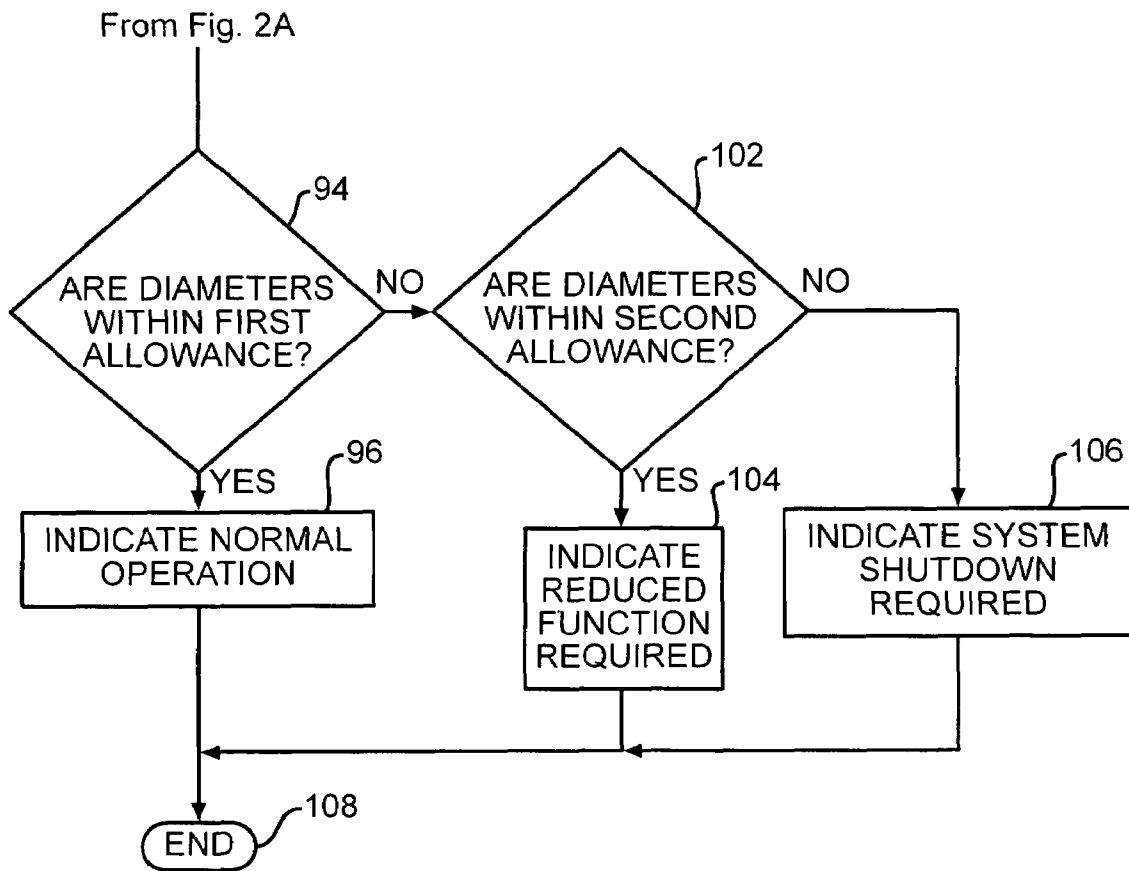 From Fig. 2A
94
ARE DIAMETERS
WITHIN FIRST
ALLOWANCE?
NO
102
ARE DIAMETERS
WITHIN SECOND
ALLOWANCE?
NO
YES
96
INDICATE NORMAL
OPERATION
YES
104
INDICATE
REDUCED
FUNCTION
REQUIRED
106
INDICATE SYSTEM
SHUTDOWN
REQUIRED
END
108